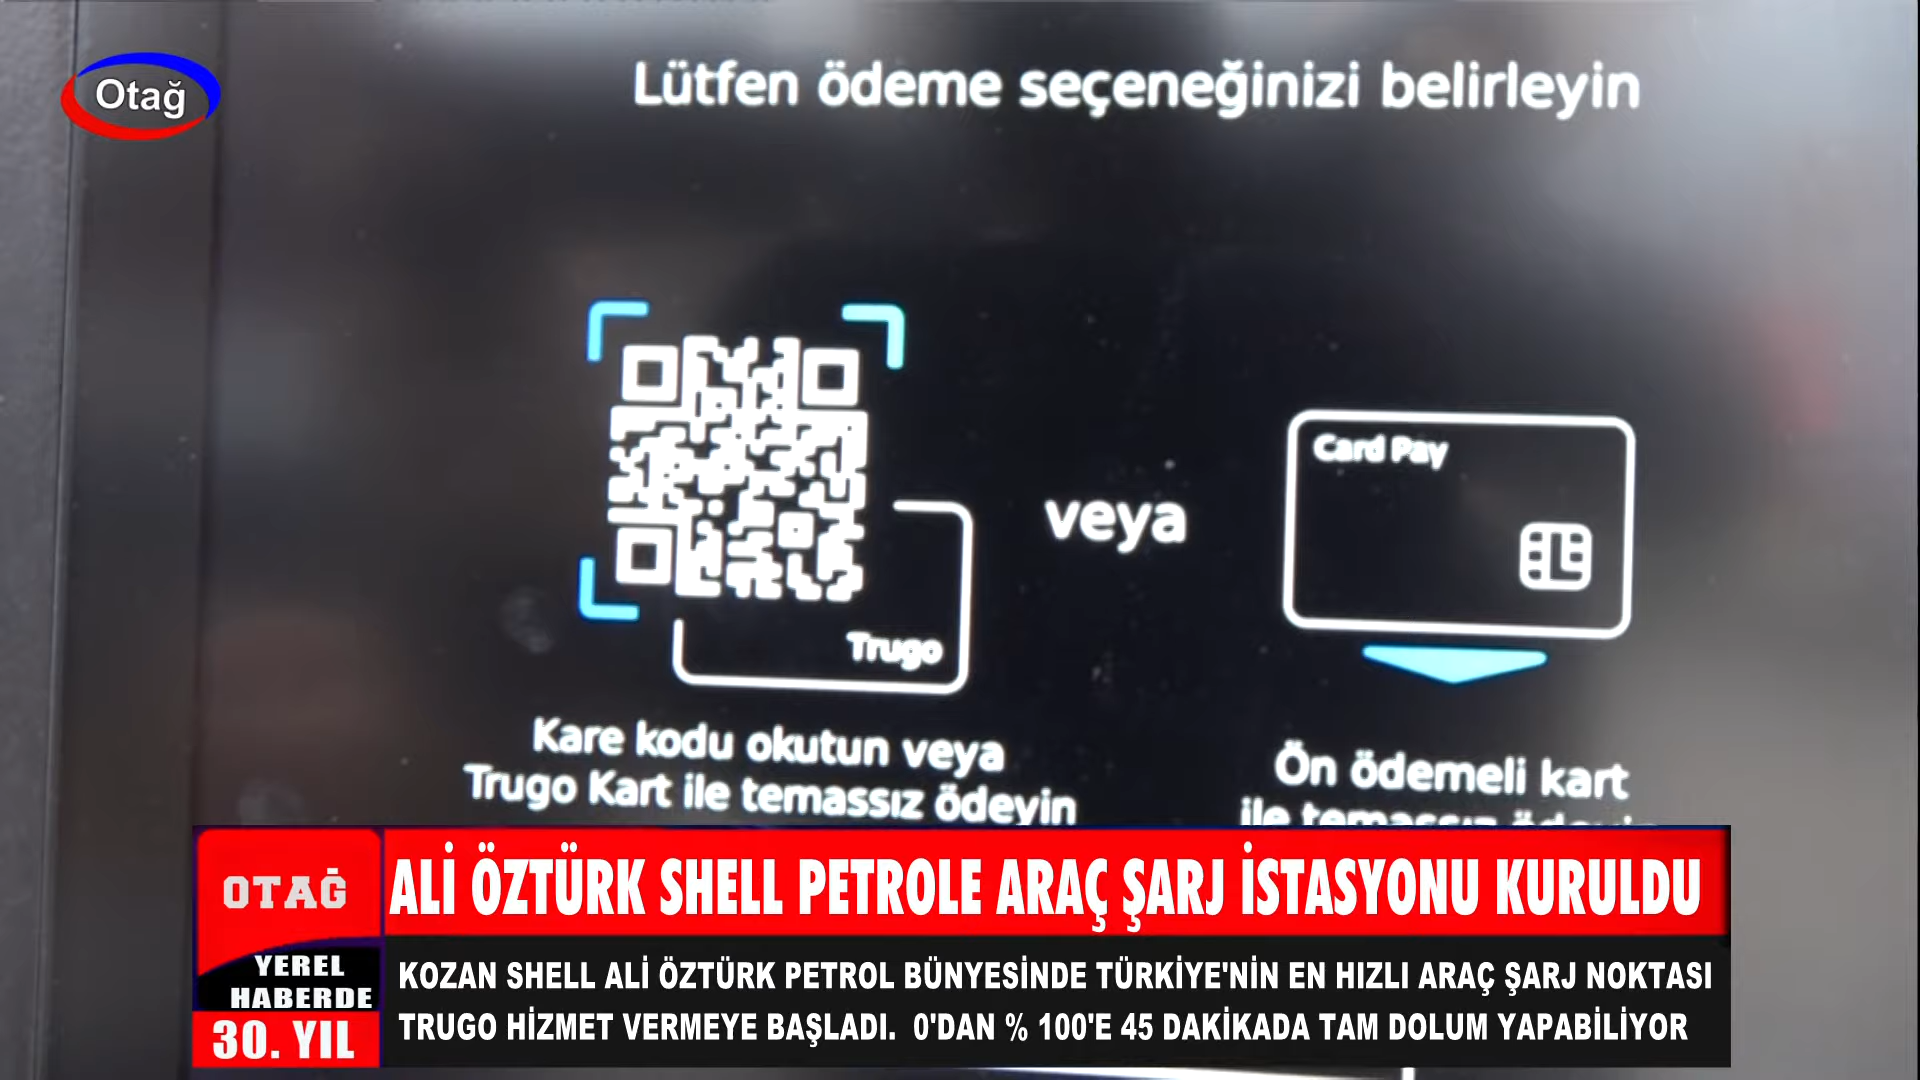 Otağ
Lütfen ödeme seçeneğinizi belirleyin
Card Pay
veya
Trugo
Kare kodu okutun veya
Trugo Kart ile temassız ödeyin
Ön ödemeli kart
ile temassız ödeyin
OTAĞ
ALİ ÖZTÜRK SHELL PETROLE ARAÇ ŞARJ İSTASYONU KURULDU
YEREL
HABERDE
30. YIL
KOZAN SHELL ALİ ÖZTÜRK PETROL BÜNYESİNDE TÜRKİYE'NİN EN HIZLI ARAÇ ŞARJ NOKTASI
TRUGO HİZMET VERMEYE BAŞLADI. 0'DAN % 100'E 45 DAKİKADA TAM DOLUM YAPABİLİYOR